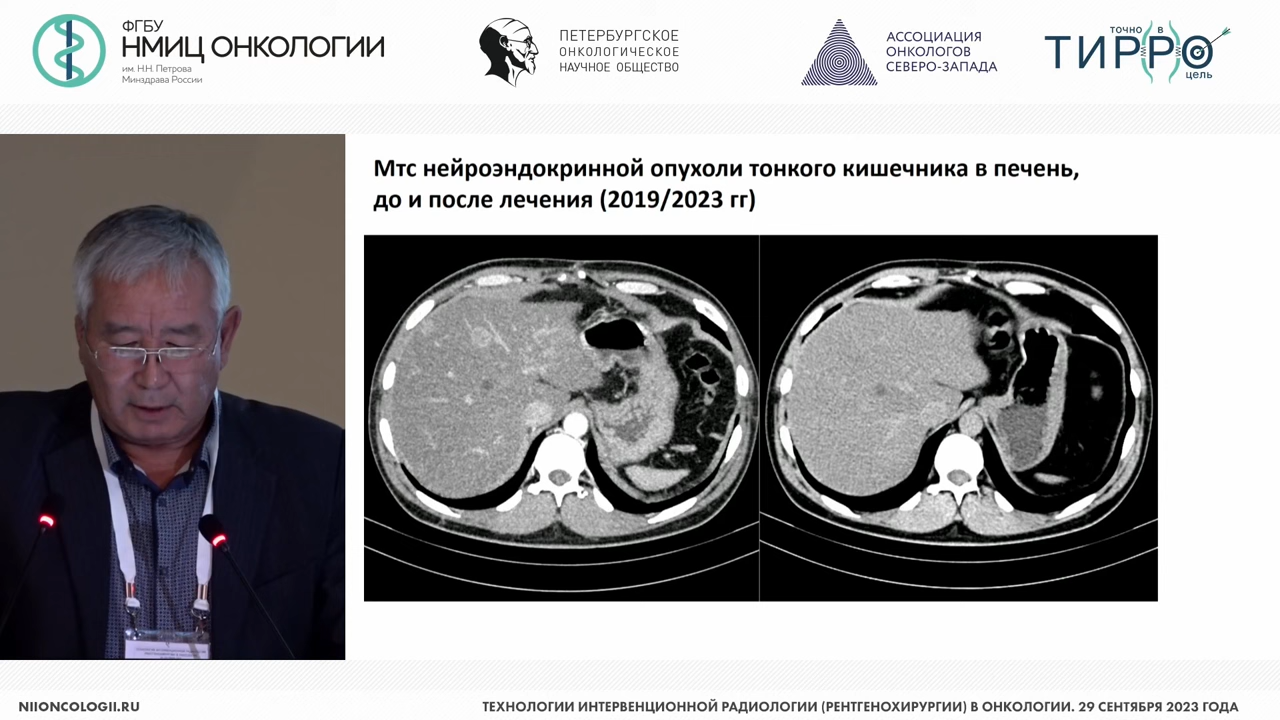 ФГБУ
НМИЦ ОНКОЛОГИИ
им. Н.Н. Петрова
Минздрава России
ПЕТЕРБУРГСКОЕ
ОНКОЛОГИЧЕСКОЕ
НАУЧНОЕ ОБЩЕСТВО
АССОЦИАЦИЯ
ОНКОЛОГОВ
СЕВЕРО-ЗАПАДА
точно в
ТИРРО
цель
Мтс нейроэндокринной опухоли тонкого кишечника в печень,
до и после лечения (2019/2023 гг)
NIIONCOLOGII.RU
ТЕХНОЛОГИИ ИНТЕРВЕНЦИОННОЙ РАДИОЛОГИИ (РЕНТГЕНОХИРУРГИИ) В ОНКОЛОГИИ. 29 СЕНТЯБРЯ 2023 ГОДА